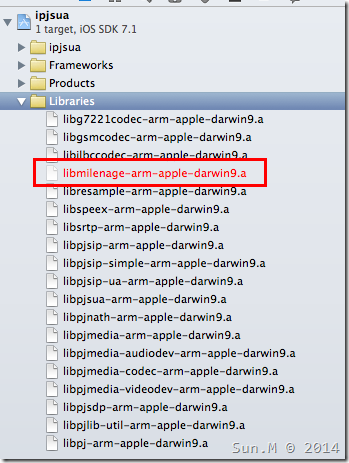 ipjsua
1 target, iOS SDK 7.1
ipjsua
Frameworks
Products
Libraries
libg7221codec-arm-apple-darwin9.a
libgsmcodec-arm-apple-darwin9.a
libilbccodec-arm-apple-darwin9.a
libmilenage-arm-apple-darwin9.a
libresample-arm-apple-darwin9.a
libspeex-arm-apple-darwin9.a
libsrtp-arm-apple-darwin9.a
libpjsip-arm-apple-darwin9.a
libpjsip-simple-arm-apple-darwin9.a
libpjsip-ua-arm-apple-darwin9.a
libpjsua-arm-apple-darwin9.a
libpjnath-arm-apple-darwin9.a
libpjmedia-arm-apple-darwin9.a
libpjmedia-audiodev-arm-apple-darwin9.a
libpjmedia-codec-arm-apple-darwin9.a
libpjmedia-videodev-arm-apple-darwin9.a
libpjsdp-arm-apple-darwin9.a
libpjlib-util-arm-apple-darwin9.a
libpj-arm-apple-darwin9.a
Sun.M © 2014